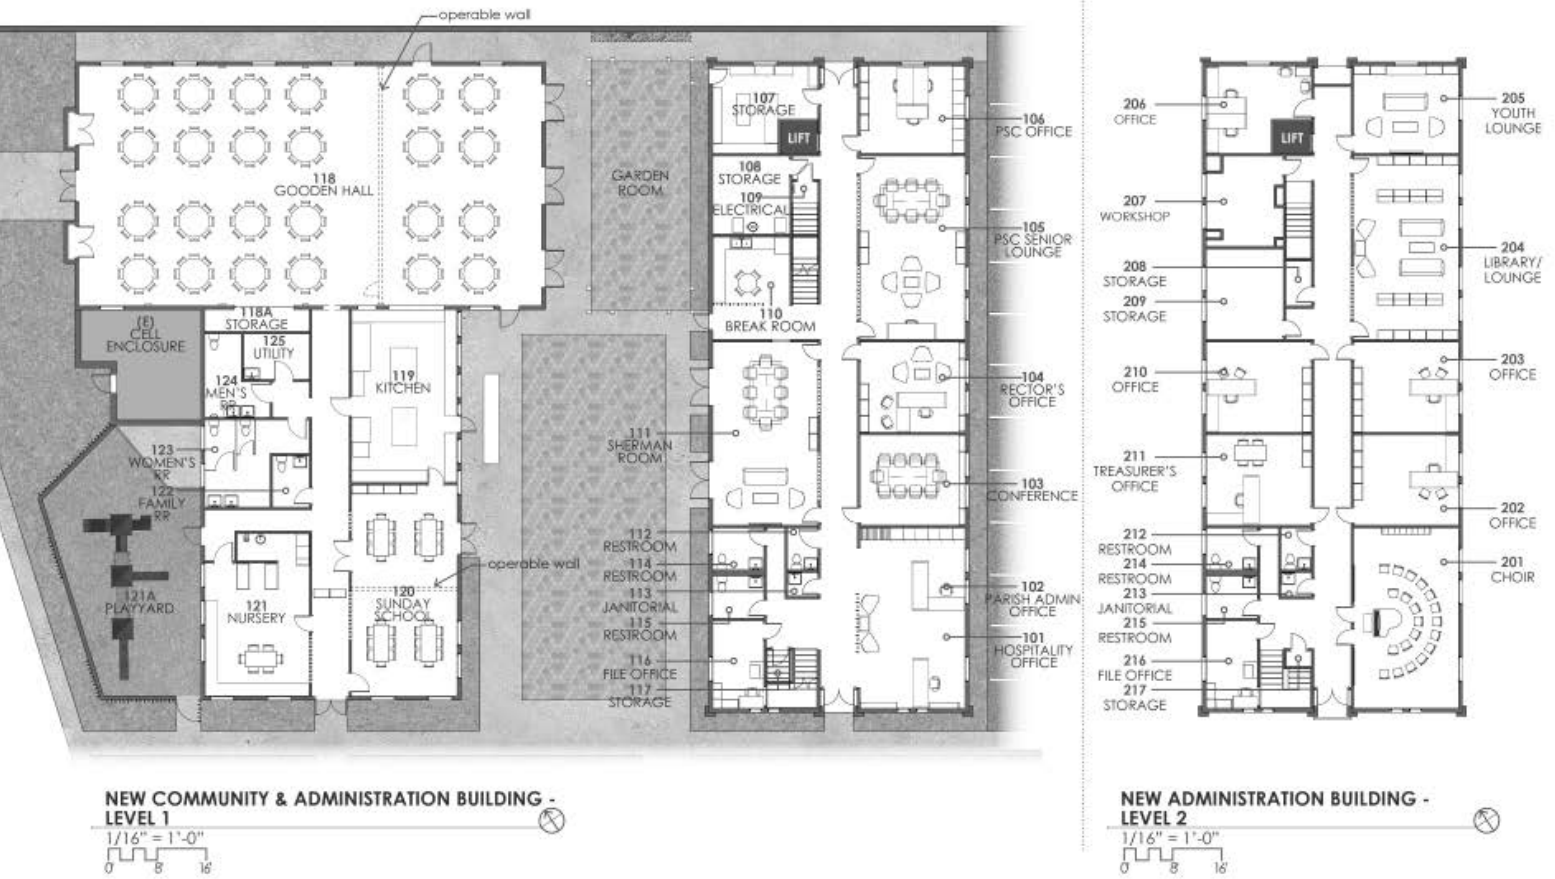 operable wall
118
GOODEN HALL
GARDEN
ROOM
107
STORAGE
LIFT
106
PSC OFFICE
108
STORAGE
109
ELECTRICAL
105
PSC SENIOR
LOUNGE
110
BREAK ROOM
(E)
CELL
ENCLOSURE
118A
STORAGE
125
UTILITY
124
MEN'S
RR
119
KITCHEN
104
RECTOR'S
OFFICE
111
SHERMAN
ROOM
123
WOMEN'S
RR
122
FAMILY
RR
103
CONFERENCE
112
RESTROOM
114
RESTROOM
113
JANITORIAL
115
RESTROOM
116
FILE OFFICE
117
STORAGE
operable wall
121A
PLAYYARD
121
NURSERY
120
SUNDAY
SCHOOL
102
PARISH ADMIN
OFFICE
101
HOSPITALITY
OFFICE
206
OFFICE
LIFT
205
YOUTH
LOUNGE
207
WORKSHOP
204
LIBRARY/
LOUNGE
208
STORAGE
209
STORAGE
210
OFFICE
203
OFFICE
211
TREASURER'S
OFFICE
202
OFFICE
212
RESTROOM
214
RESTROOM
213
JANITORIAL
215
RESTROOM
216
FILE OFFICE
217
STORAGE
201
CHOIR
NEW COMMUNITY & ADMINISTRATION BUILDING -
LEVEL 1
1/16" = 1'-0"
0' 8' 16'
NEW ADMINISTRATION BUILDING -
LEVEL 2
1/16" = 1'-0"
0' 8' 16'